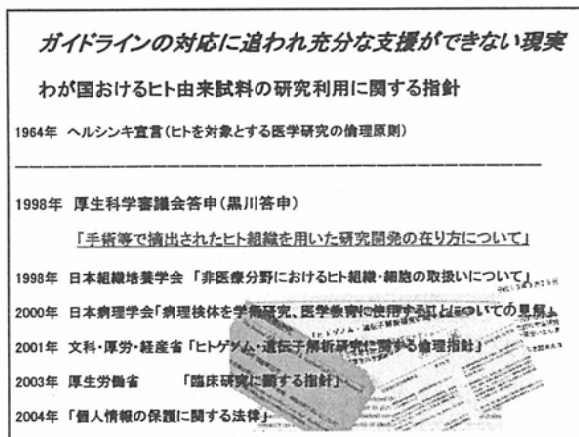 ガイドラインの対応に追われ充分な支援ができない現実
わが国おけるヒト由来試料の研究利用に関する指針
1964年 ヘルシンキ宣言(ヒトを対象とする医学研究の倫理原則)
1998年 厚生科学審議会答申(黒川答申)
「手術等で摘出されたヒト組織を用いた研究開発の在り方について」
1998年 日本組織培養学会 「非医療分野におけるヒト組織・細胞の取扱いについて」
2000年 日本病理学会「病理検体を学術研究、医学教育に使用することについての見解」
2001年 文科・厚労・経産省 「ヒトゲノム・遺伝子解析研究に関する倫理指針」
2003年 厚生労働省 「臨床研究に関する指針」
2004年 「個人情報の保護に関する法律」